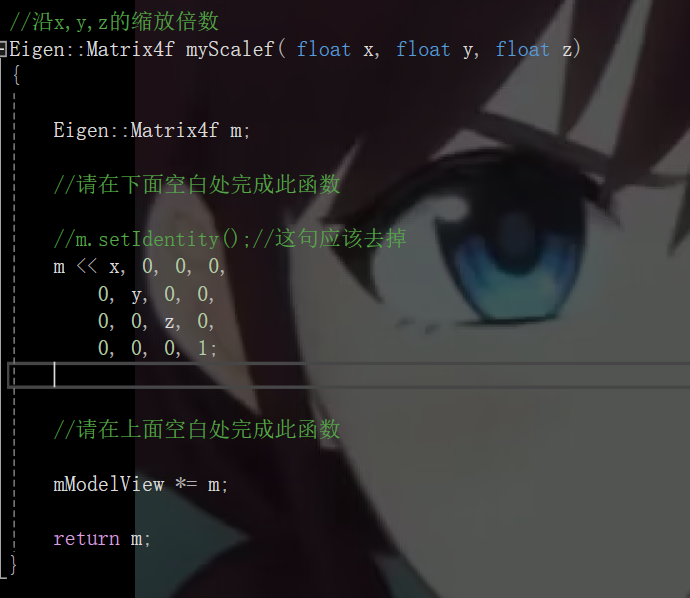 //沿x,y,z的缩放倍数
Eigen::Matrix4f myScalef( float x, float y, float z)
{
Eigen::Matrix4f m;
//请在下面空白处完成此函数
//m.setIdentity();//这句应该去掉
m << x, 0, 0, 0,
0, y, 0, 0,
0, 0, z, 0,
0, 0, 0, 1;
//请在上面空白处完成此函数
mModelView *= m;
return m;
}